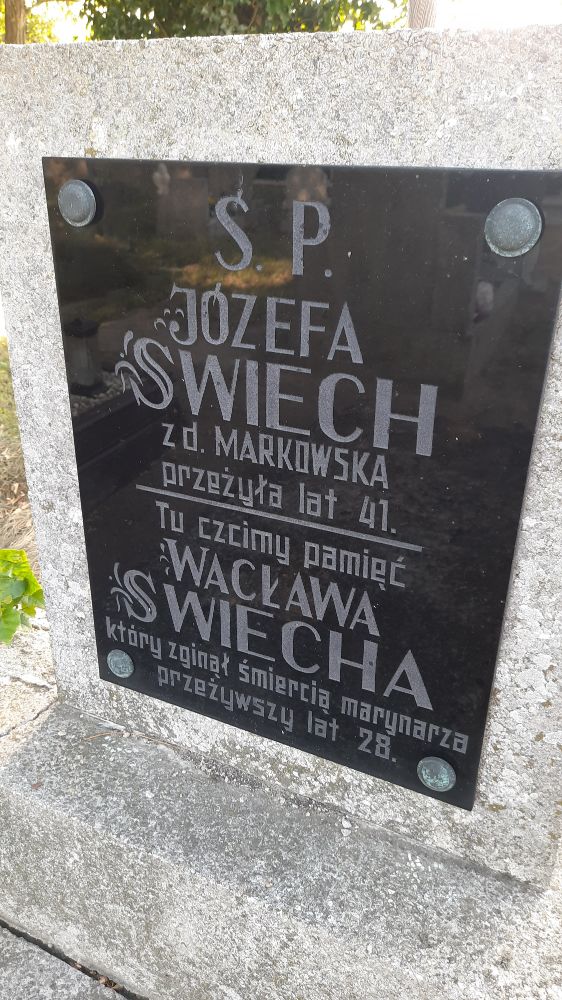 Ś. P.
JÓZEFA
ŚWIECH
z d. MARKOWSKA
przeżyła lat 41.
Tu czcimy pamięć
WACŁAWA
ŚWIECHA
który zginął śmiercią marynarza
przeżywszy lat 28.